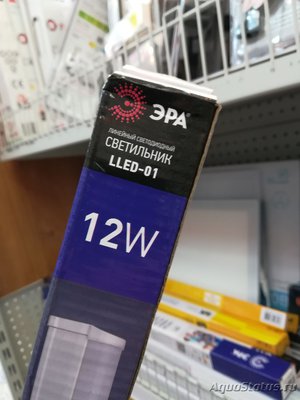 ЭРА
ЛИНЕЙНЫЙ СВЕТОДИОДНЫЙ
СВЕТИЛЬНИК
LLED-01
12W
AquaStatus.ru